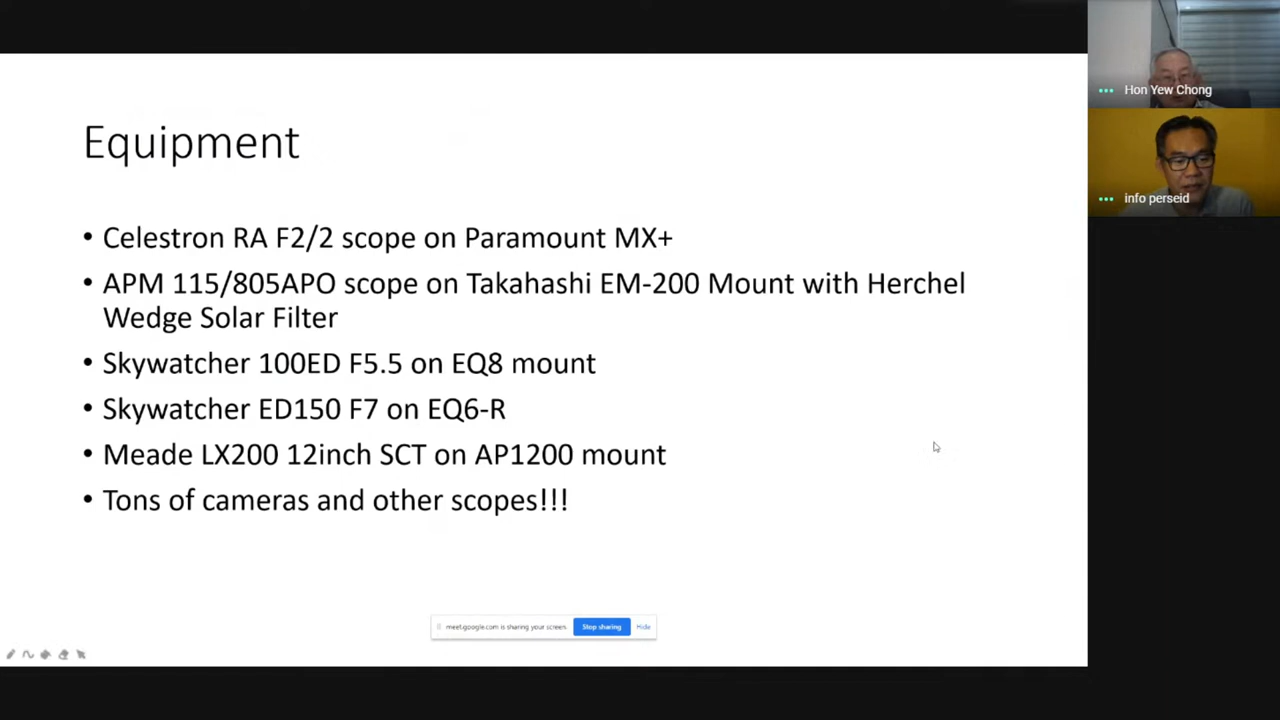 Equipment
• Celestron RA F2/2 scope on Paramount MX+
• APM 115/805APO scope on Takahashi EM-200 Mount with Herchel
Wedge Solar Filter
• Skywatcher 100ED F5.5 on EQ8 mount
• Skywatcher ED150 F7 on EQ6-R
• Meade LX200 12inch SCT on AP1200 mount
• Tons of cameras and other scopes!!!
meet.google.com is sharing your screen. Stop sharing Hide
Hon Yew Chong
info perseid